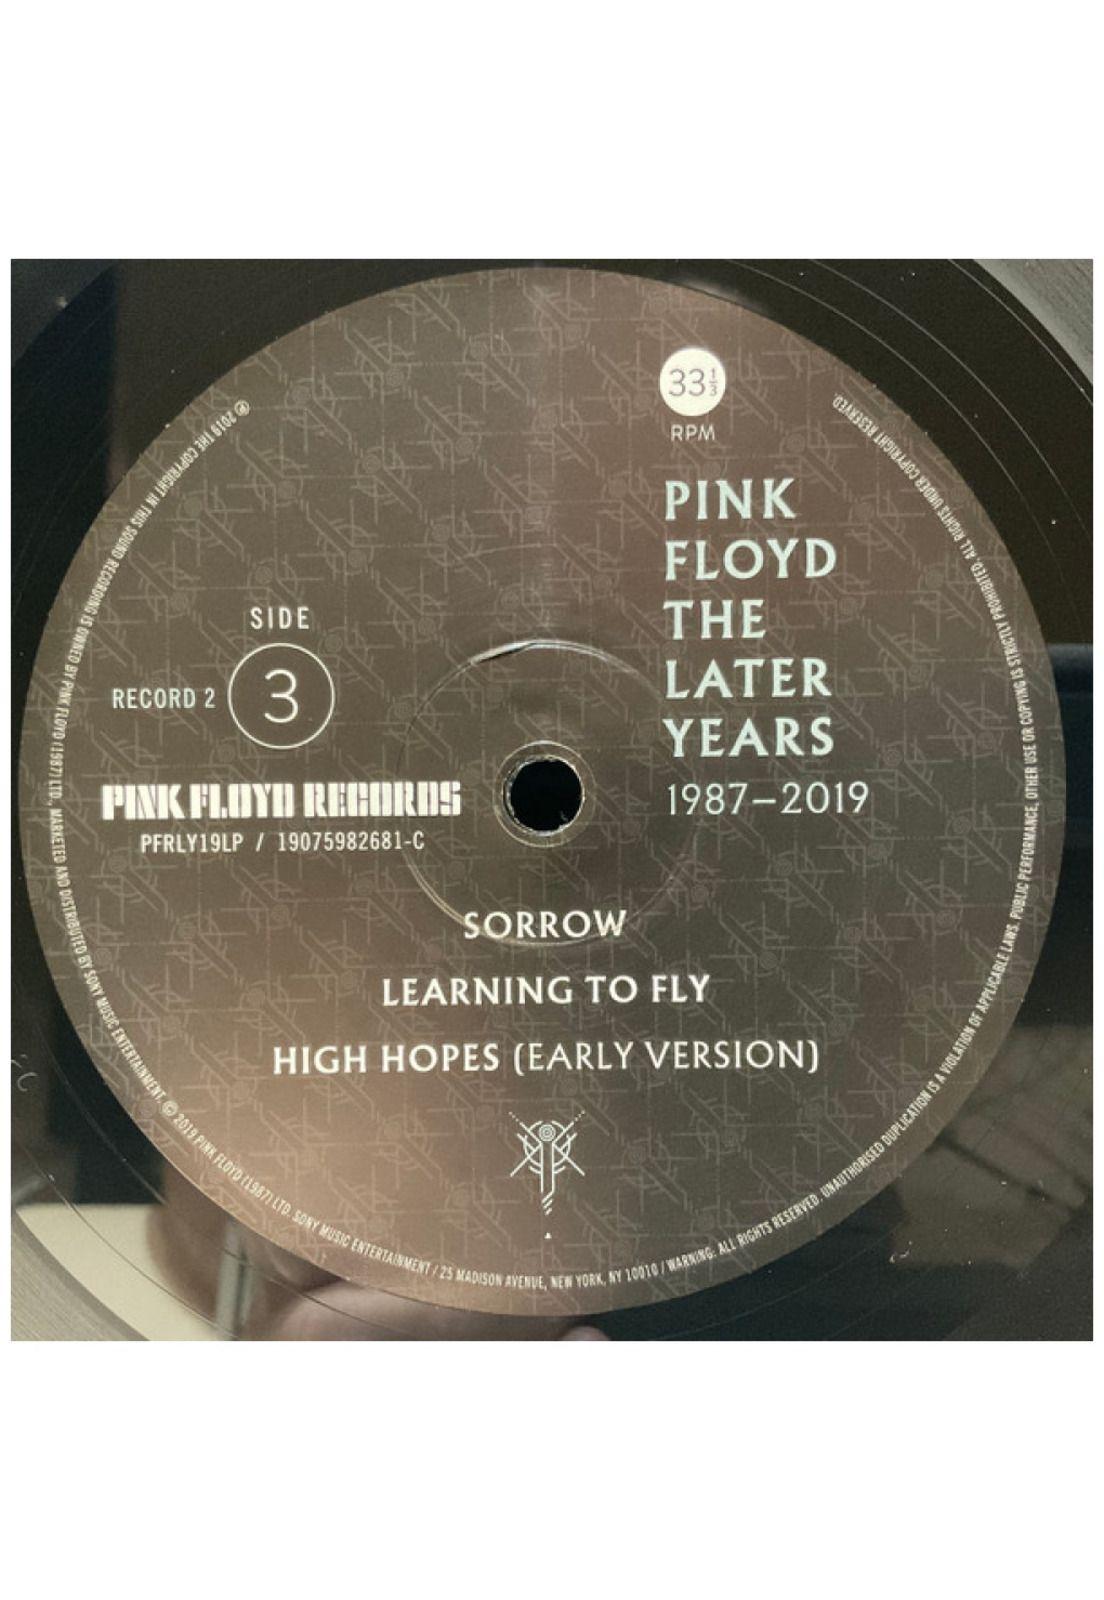 33 1/3
RPM
PINK
FLOYD
THE
LATER
YEARS
1987–2019
SIDE
RECORD 2
3
PINK FLOYD RECORDS
PFRLY19LP / 19075982681-C
SORROW
LEARNING TO FLY
HIGH HOPES (EARLY VERSION)
℗ 2019 THE COPYRIGHT IN THIS SOUND RECORDING IS OWNED BY PINK FLOYD (1987) LTD. MARKETED AND DISTRIBUTED BY SONY MUSIC ENTERTAINMENT. © 2019 PINK FLOYD (1987) LTD. SONY MUSIC ENTERTAINMENT / 25 MADISON AVENUE, NEW YORK, NY 10010 / WARNING: ALL RIGHTS RESERVED. UNAUTHORISED DUPLICATION IS A VIOLATION OF APPLICABLE LAWS. PUBLIC PERFORMANCE, OTHER USE OR COPYING IS STRICTLY PROHIBITED. ALL RIGHTS UNDER COPYRIGHT RESERVED.